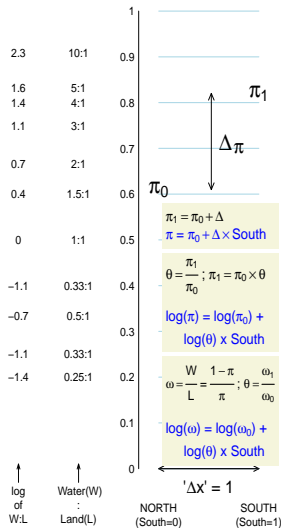 1
2.3 10:1 0.9
1.6 5:1
π1
1.4 4:1 0.8
1.1 3:1
0.7 2:1 0.7
Δπ
0.4 1.5:1 0.6
π0
π1 = π0 + Δ
π = π0 + Δ × South
0 1:1 0.5
θ = π1/π0 ; π1 = π0 × θ
−1.1 0.33:1 0.4
−0.7 0.5:1
log(π) = log(π0) +
0.3
log(θ) x South
−1.1 0.33:1
−1.4 0.25:1 0.2
ω = W/L = 1−π/π ; θ = ω1/ω0
0.1
log(ω) = log(ω0) +
log(θ) x South
0
'Δx' = 1
log
of
W:L
Water(W)
:
Land(L)
NORTH
(South=0)
SOUTH
(South=1)